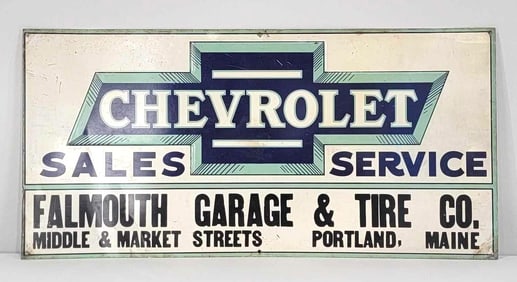 CHEVROLET
SALES SERVICE
FALMOUTH GARAGE & TIRE CO.
MIDDLE & MARKET STREETS PORTLAND, MAINE